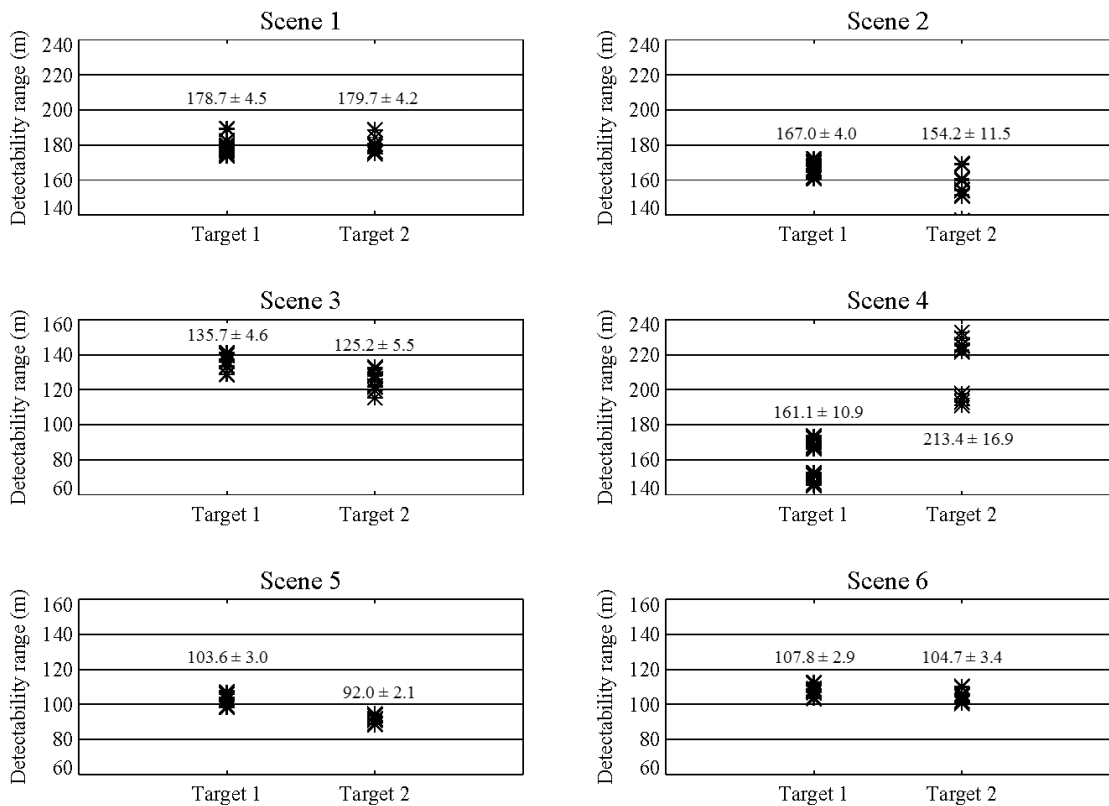 Scene 1
Detectability range (m)
240
220
200
180
160
140
178.7 ± 4.5
179.7 ± 4.2
Target 1
Target 2
Scene 2
Detectability range (m)
240
220
200
180
160
140
167.0 ± 4.0
154.2 ± 11.5
Target 1
Target 2
Scene 3
Detectability range (m)
160
140
120
100
80
60
135.7 ± 4.6
125.2 ± 5.5
Target 1
Target 2
Scene 4
Detectability range (m)
240
220
200
180
160
140
161.1 ± 10.9
213.4 ± 16.9
Target 1
Target 2
Scene 5
Detectability range (m)
160
140
120
100
80
60
103.6 ± 3.0
92.0 ± 2.1
Target 1
Target 2
Scene 6
Detectability range (m)
160
140
120
100
80
60
107.8 ± 2.9
104.7 ± 3.4
Target 1
Target 2